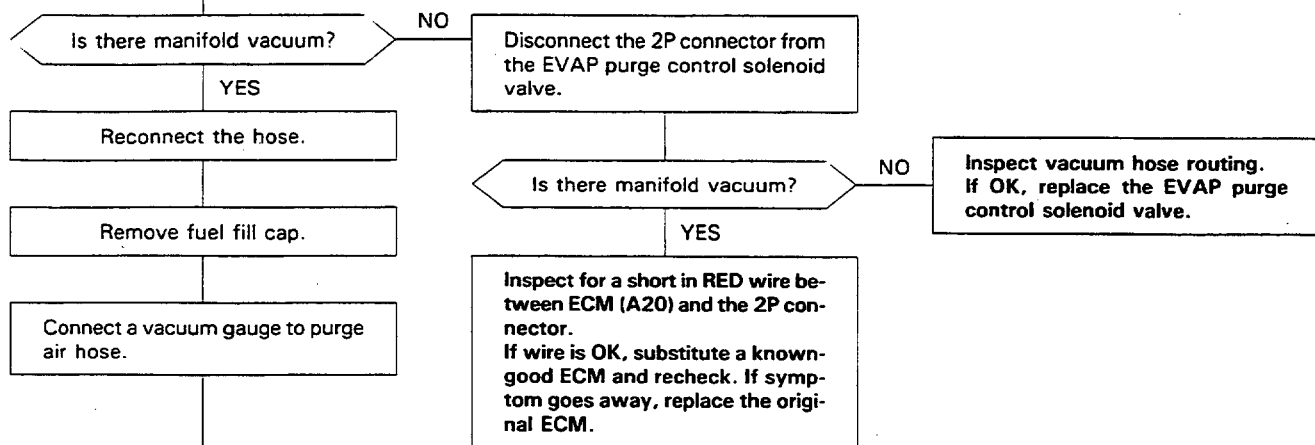 Is there manifold vacuum?
NO
Disconnect the 2P connector from
the EVAP purge control solenoid
valve.
YES
Reconnect the hose.
Is there manifold vacuum?
NO
Inspect vacuum hose routing.
If OK, replace the EVAP purge
control solenoid valve.
Remove fuel fill cap.
YES
Connect a vacuum gauge to purge
air hose.
Inspect for a short in RED wire be-
tween ECM (A20) and the 2P con-
nector.
If wire is OK, substitute a known-
good ECM and recheck. If symp-
tom goes away, replace the origi-
nal ECM.